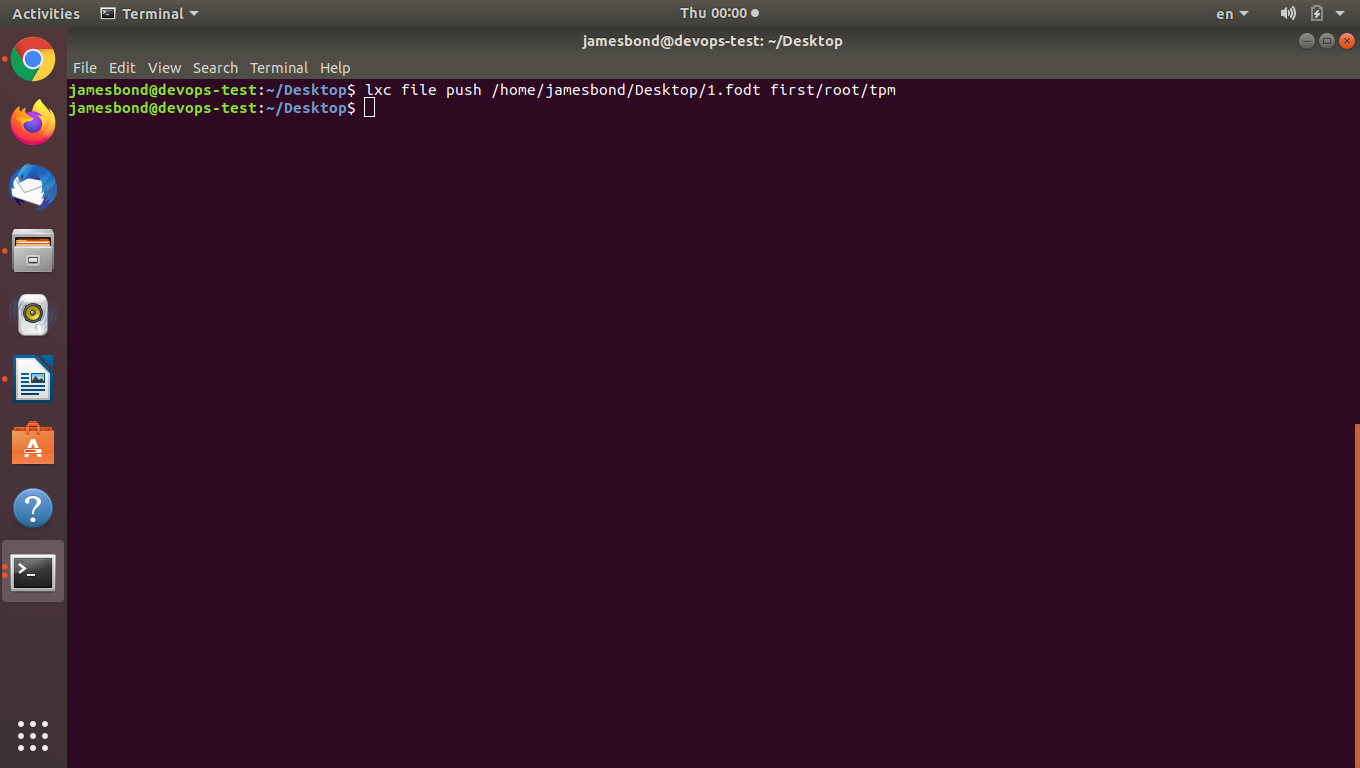 Activities Terminal Thu 00:00 en
jamesbond@devops-test: ~/Desktop
File Edit View Search Terminal Help
jamesbond@devops-test:~/Desktop$ lxc file push /home/jamesbond/Desktop/1.fodt first/root/tpm
jamesbond@devops-test:~/Desktop$